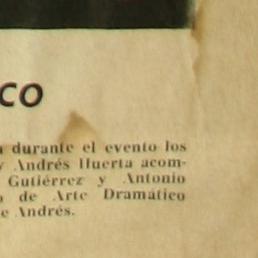 CO
durante el evento los
y Andrés Huerta acom-
Gutiérrez y Antonio
o de Arte Dramático
e Andrés.